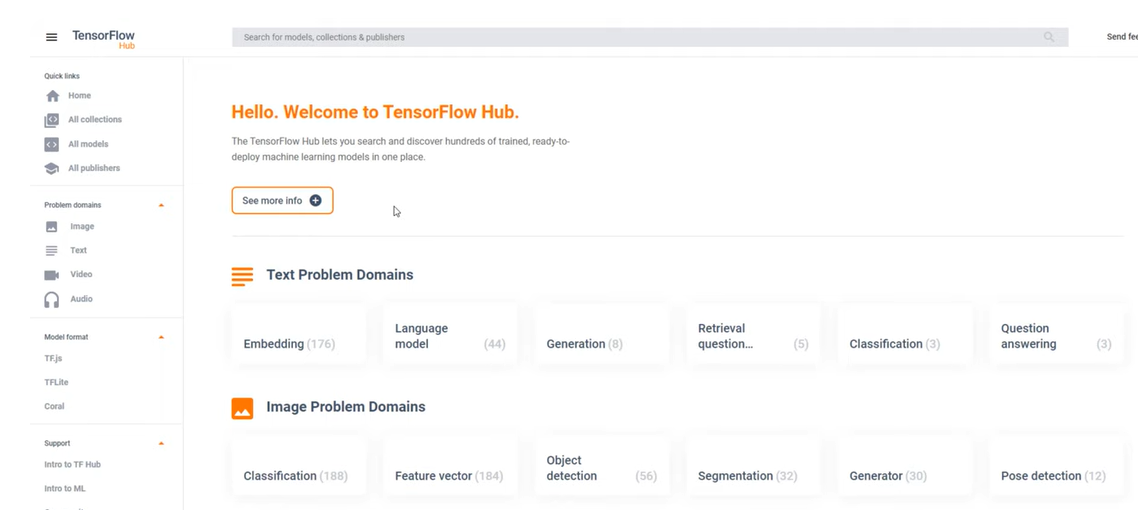 TensorFlow
Hub
Search for models, collections & publishers
Send fee
Quick links
Home
All collections
All models
All publishers
Problem domains
Image
Text
Video
Audio
Model format
TF.js
TFLite
Coral
Support
Intro to TF Hub
Intro to ML
Hello. Welcome to TensorFlow Hub.
The TensorFlow Hub lets you search and discover hundreds of trained, ready-to-
deploy machine learning models in one place.
See more info
Text Problem Domains
Embedding (176)
Language
model (44)
Generation (8)
Retrieval
question... (5)
Classification (3)
Question
answering (3)
Image Problem Domains
Classification (188)
Feature vector (184)
Object
detection (56)
Segmentation (32)
Generator (30)
Pose detection (12)